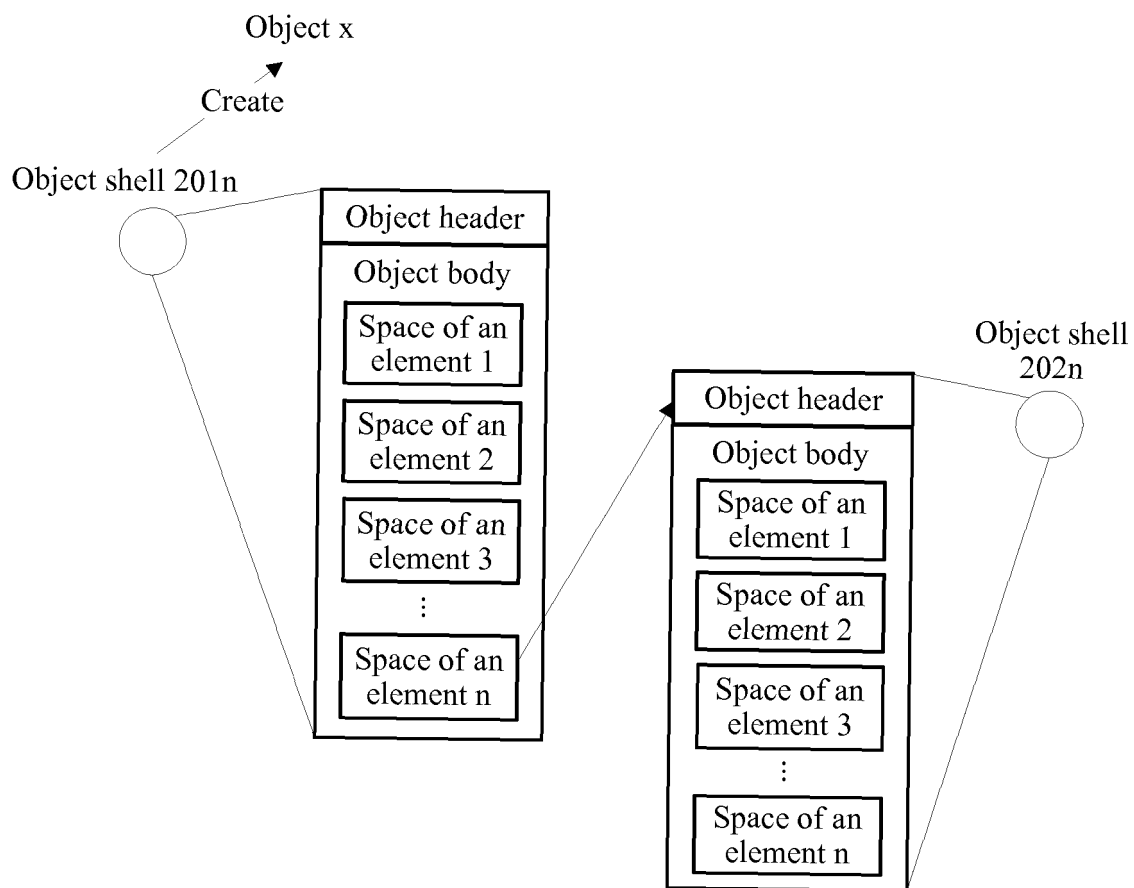 Object x
Create
Object shell 201n
Object header
Object body
Space of an
element 1
Space of an
element 2
Space of an
element 3
⋮
Space of an
element n
Object shell
202n
Object header
Object body
Space of an
element 1
Space of an
element 2
Space of an
element 3
⋮
Space of an
element n